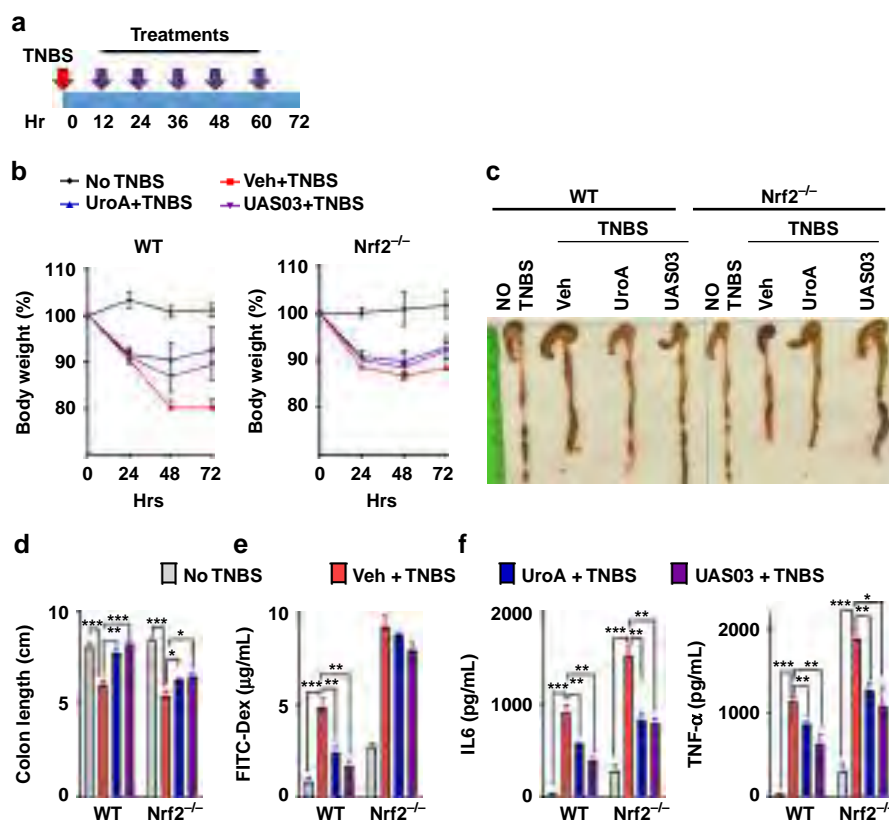 a
Treatments
TNBS
Hr 0 12 24 36 48 60 72
b
No TNBS Veh+TNBS
UroA+TNBS UAS03+TNBS
WT Nrf2–/–
Body weight (%)
110
100
90
80
0 24 48 72
Hrs
Body weight (%)
110
100
90
80
0 24 48 72
Hrs
c
WT Nrf2–/–
TNBS TNBS
NO TNBS Veh UroA UAS03 NO TNBS Veh UroA UAS03
d e f
No TNBS Veh + TNBS UroA + TNBS UAS03 + TNBS
Colon length (cm)
10
5
0
*** ** *** *** * *
WT Nrf2–/–
FITC-Dex (µg/mL)
10
5
0
*** ** **
WT Nrf2–/–
IL6 (pg/mL)
2000
1000
0
*** ** ** *** ** **
WT Nrf2–/–
TNF-α (pg/mL)
2000
1000
0
*** ** ** *** ** *
WT Nrf2–/–